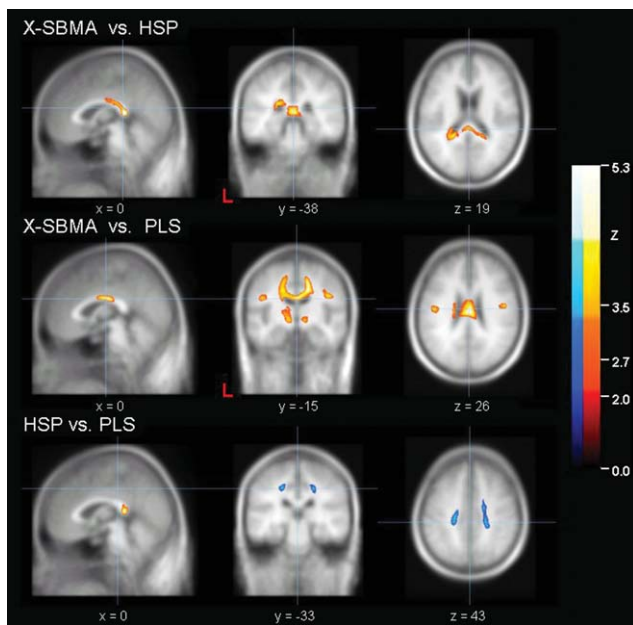 X-SBMA vs. HSP
L
x = 0 y = -38 z = 19
X-SBMA vs. PLS
L
x = 0 y = -15 z = 26
HSP vs. PLS
x = 0 y = -33 z = 43
5.3
Z
3.5
2.7
2.0
0.0